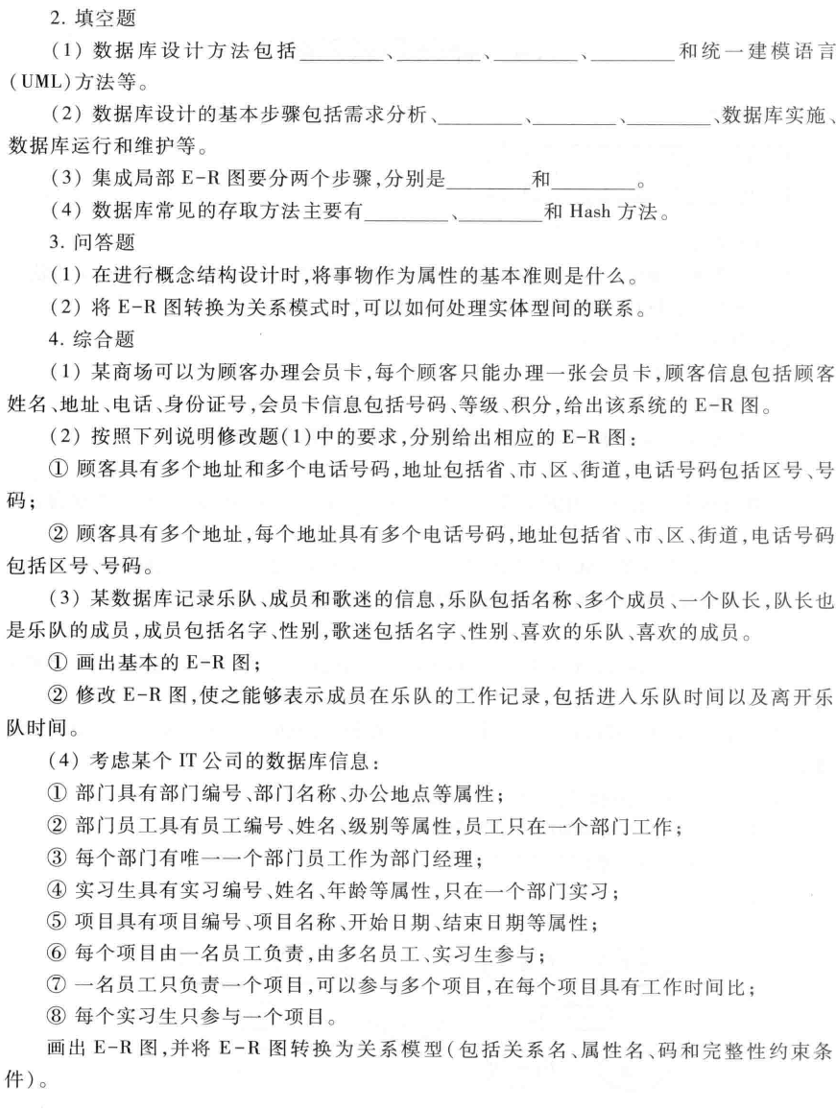 2. 填空题
(1) 数据库设计方法包括________、________、________、________和统一建模语言
(UML)方法等。
(2) 数据库设计的基本步骤包括需求分析、________、________、________、数据库实施、
数据库运行和维护等。
(3) 集成局部 E-R 图要分两个步骤,分别是________和________。
(4) 数据库常见的存取方法主要有________、________和 Hash 方法。
3. 问答题
(1) 在进行概念结构设计时,将事物作为属性的基本准则是什么。
(2) 将 E-R 图转换为关系模式时,可以如何处理实体型间的联系。
4. 综合题
(1) 某商场可以为顾客办理会员卡,每个顾客只能办理一张会员卡,顾客信息包括顾客
姓名、地址、电话、身份证号,会员卡信息包括号码、等级、积分,给出该系统的 E-R 图。
(2) 按照下列说明修改题(1)中的要求,分别给出相应的 E-R 图:
① 顾客具有多个地址和多个电话号码,地址包括省、市、区、街道,电话号码包括区号、号
码;
② 顾客具有多个地址,每个地址具有多个电话号码,地址包括省、市、区、街道,电话号码
包括区号、号码。
(3) 某数据库记录乐队、成员和歌迷的信息,乐队包括名称、多个成员、一个队长,队长也
是乐队的成员,成员包括名字、性别,歌迷包括名字、性别、喜欢的乐队、喜欢的成员。
① 画出基本的 E-R 图;
② 修改 E-R 图,使之能够表示成员在乐队的工作记录,包括进入乐队时间以及离开乐
队时间。
(4) 考虑某个 IT 公司的数据库信息:
① 部门具有部门编号、部门名称、办公地点等属性;
② 部门员工具有员工编号、姓名、级别等属性,员工只在一个部门工作;
③ 每个部门有唯一一个部门员工作为部门经理;
④ 实习生具有实习编号、姓名、年龄等属性,只在一个部门实习;
⑤ 项目具有项目编号、项目名称、开始日期、结束日期等属性;
⑥ 每个项目由一名员工负责,由多名员工、实习生参与;
⑦ 一名员工只负责一个项目,可以参与多个项目,在每个项目具有工作时间比;
⑧ 每个实习生只参与一个项目。
画出 E-R 图,并将 E-R 图转换为关系模型(包括关系名、属性名、码和完整性约束条
件)。